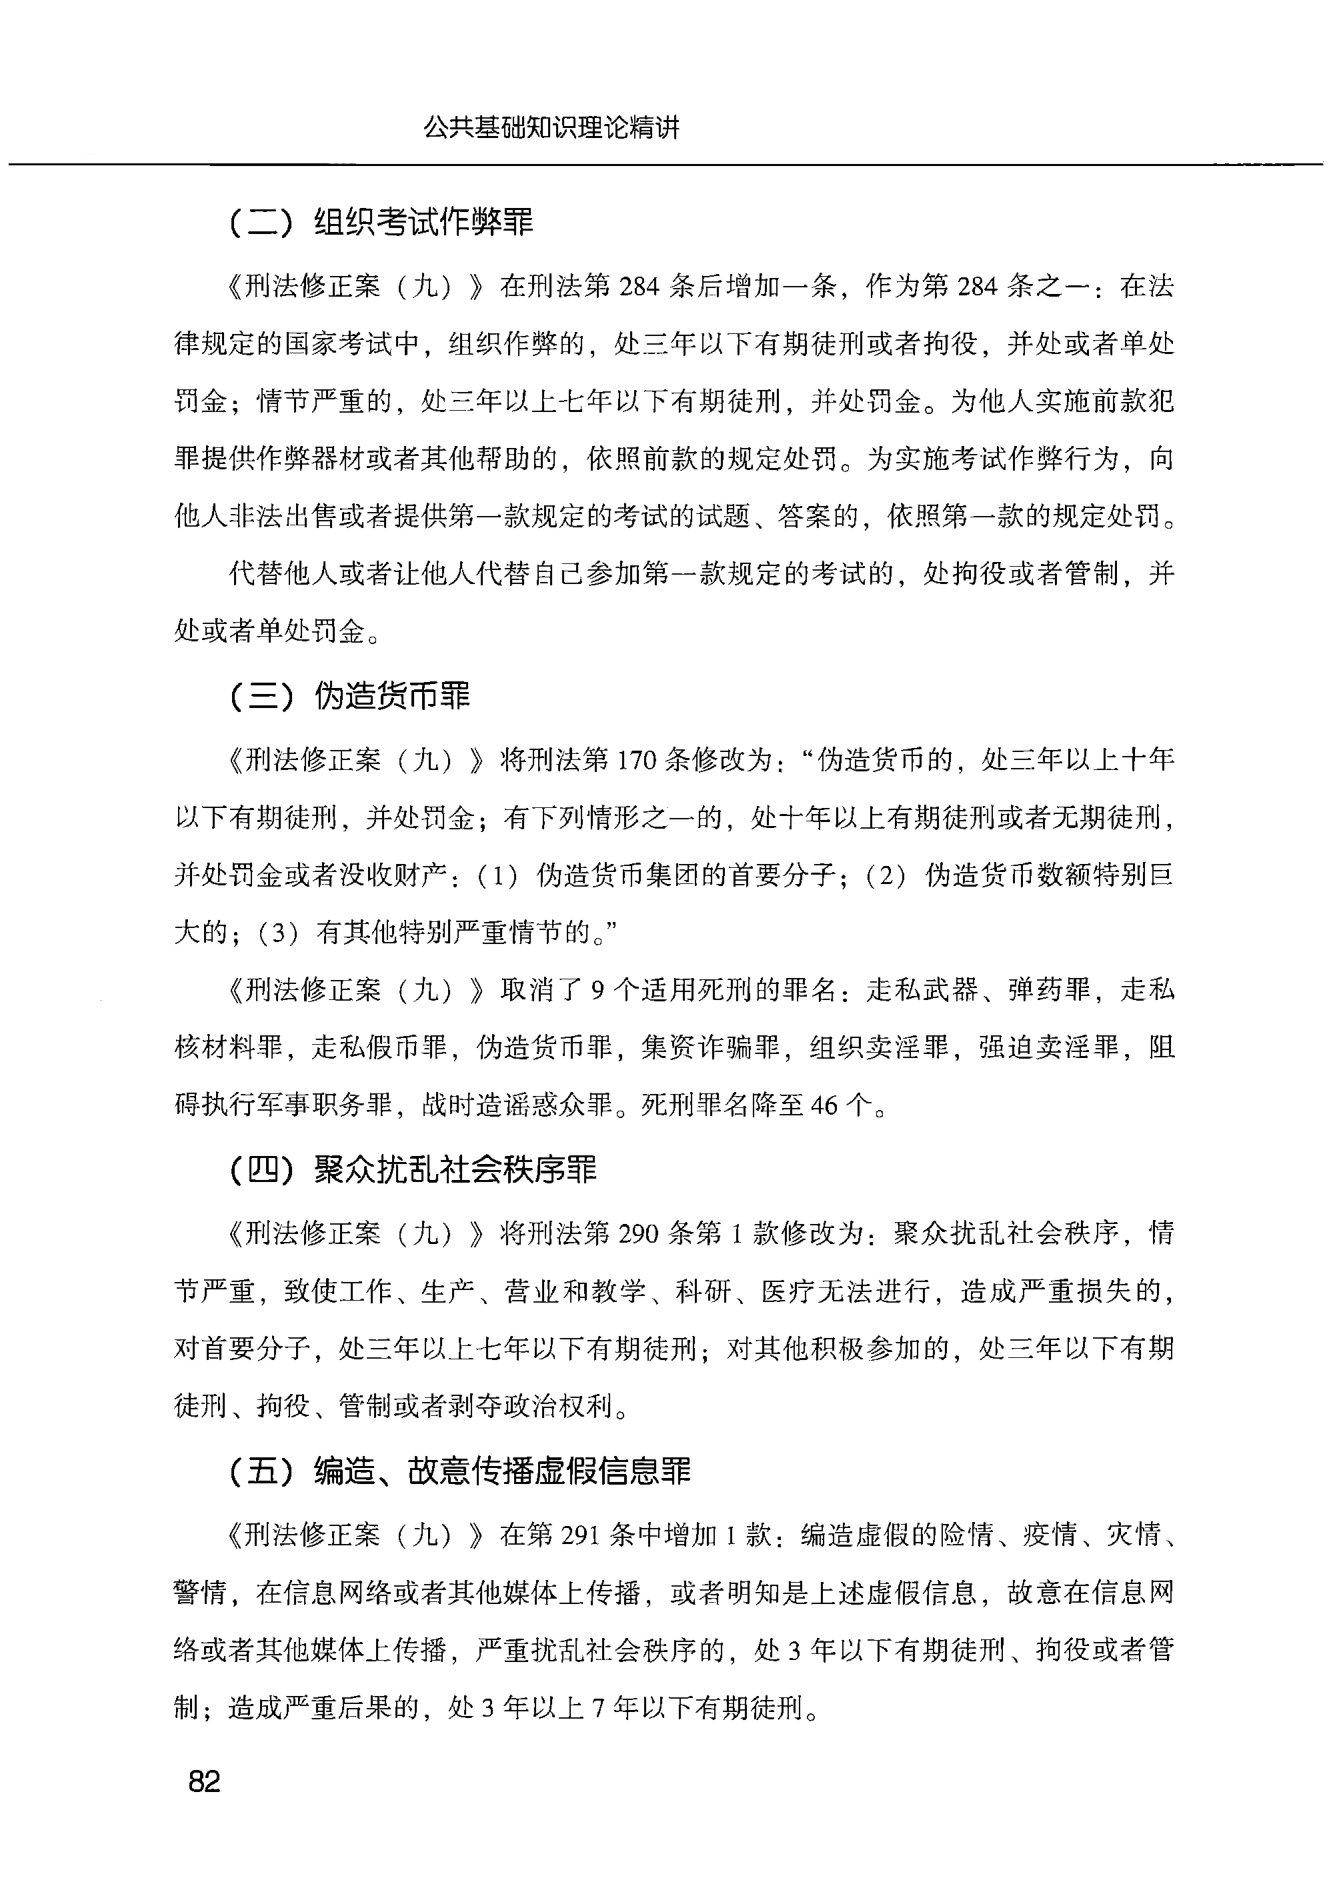 公共基础知识理论精讲
（二）组织考试作弊罪
《刑法修正案（九）》在刑法第 284 条后增加一条，作为第 284 条之一：在法
律规定的国家考试中，组织作弊的，处三年以下有期徒刑或者拘役，并处或者单处
罚金；情节严重的，处三年以上七年以下有期徒刑，并处罚金。为他人实施前款犯
罪提供作弊器材或者其他帮助的，依照前款的规定处罚。为实施考试作弊行为，向
他人非法出售或者提供第一款规定的考试的试题、答案的，依照第一款的规定处罚。
代替他人或者让他人代替自己参加第一款规定的考试的，处拘役或者管制，并
处或者单处罚金。
（三）伪造货币罪
《刑法修正案（九）》将刑法第 170 条修改为：“伪造货币的，处三年以上十年
以下有期徒刑，并处罚金；有下列情形之一的，处十年以上有期徒刑或者无期徒刑，
并处罚金或者没收财产：（1）伪造货币集团的首要分子；（2）伪造货币数额特别巨
大的；（3）有其他特别严重情节的。”
《刑法修正案（九）》取消了 9 个适用死刑的罪名：走私武器、弹药罪，走私
核材料罪，走私假币罪，伪造货币罪，集资诈骗罪，组织卖淫罪，强迫卖淫罪，阻
碍执行军事职务罪，战时造谣惑众罪。死刑罪名降至 46 个。
（四）聚众扰乱社会秩序罪
《刑法修正案（九）》将刑法第 290 条第 1 款修改为：聚众扰乱社会秩序，情
节严重，致使工作、生产、营业和教学、科研、医疗无法进行，造成严重损失的，
对首要分子，处三年以上七年以下有期徒刑；对其他积极参加的，处三年以下有期
徒刑、拘役、管制或者剥夺政治权利。
（五）编造、故意传播虚假信息罪
《刑法修正案（九）》在第 291 条中增加 1 款：编造虚假的险情、疫情、灾情、
警情，在信息网络或者其他媒体上传播，或者明知是上述虚假信息，故意在信息网
络或者其他媒体上传播，严重扰乱社会秩序的，处 3 年以下有期徒刑、拘役或者管
制；造成严重后果的，处 3 年以上 7 年以下有期徒刑。
82